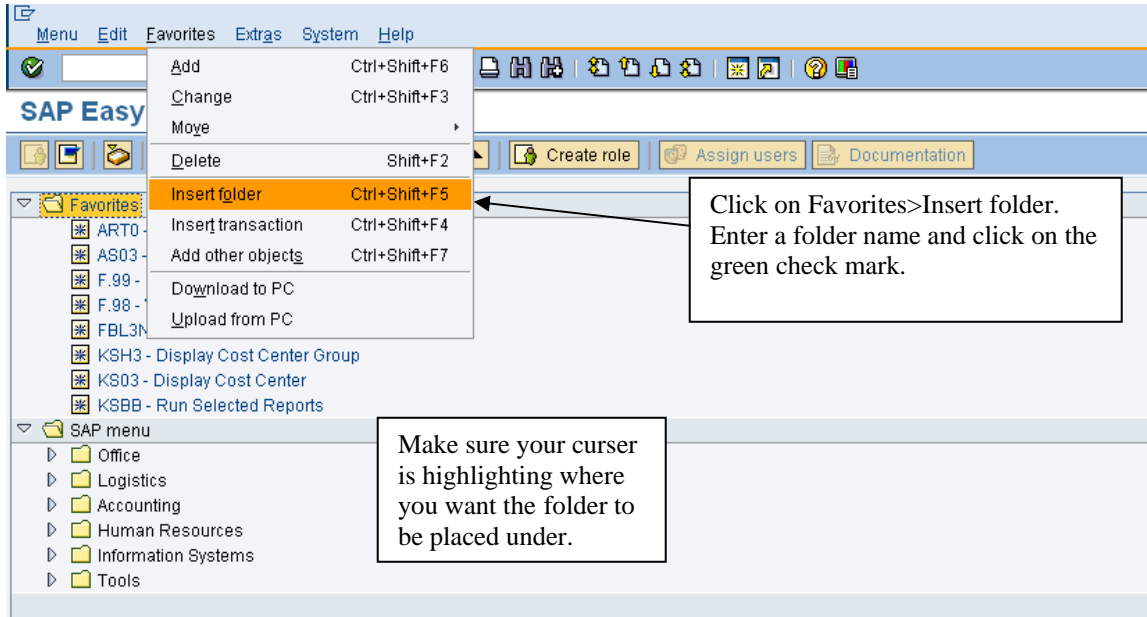 Menu Edit Favorites Extras System Help
Add Ctrl+Shift+F6
Change Ctrl+Shift+F3
SAP Easy
Move
Delete Shift+F2
Create role Assign users Documentation
Insert folder Ctrl+Shift+F5
Insert transaction Ctrl+Shift+F4
Add other objects Ctrl+Shift+F7
Download to PC
Upload from PC
Favorites
ART0 -
AS03 -
F.99 -
F.98 -
FBL3N
KSH3 - Display Cost Center Group
KS03 - Display Cost Center
KSBB - Run Selected Reports
Click on Favorites>Insert folder.
Enter a folder name and click on the
green check mark.
SAP menu
Office
Logistics
Accounting
Human Resources
Information Systems
Tools
Make sure your curser
is highlighting where
you want the folder to
be placed under.